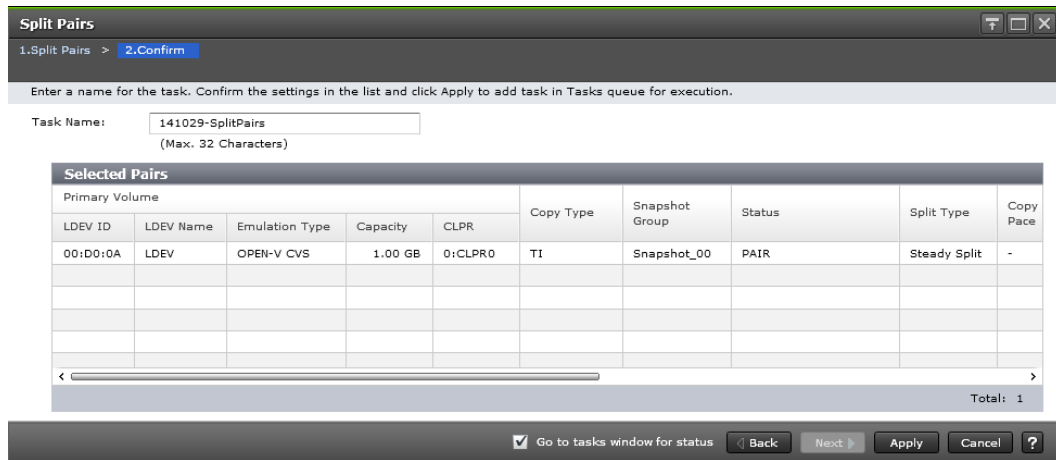 Split Pairs
1.Split Pairs > 2.Confirm
Enter a name for the task. Confirm the settings in the list and click Apply to add task in Tasks queue for execution.
Task Name: 141029-SplitPairs
(Max. 32 Characters)
Selected Pairs
Primary Volume Copy Type Snapshot Group Status Split Type Copy Pace
LDEV ID LDEV Name Emulation Type Capacity CLPR
00:D0:0A LDEV OPEN-V CVS 1.00 GB 0:CLPR0 TI Snapshot_00 PAIR Steady Split -
Total: 1
Go to tasks window for status Back Next Apply Cancel ?